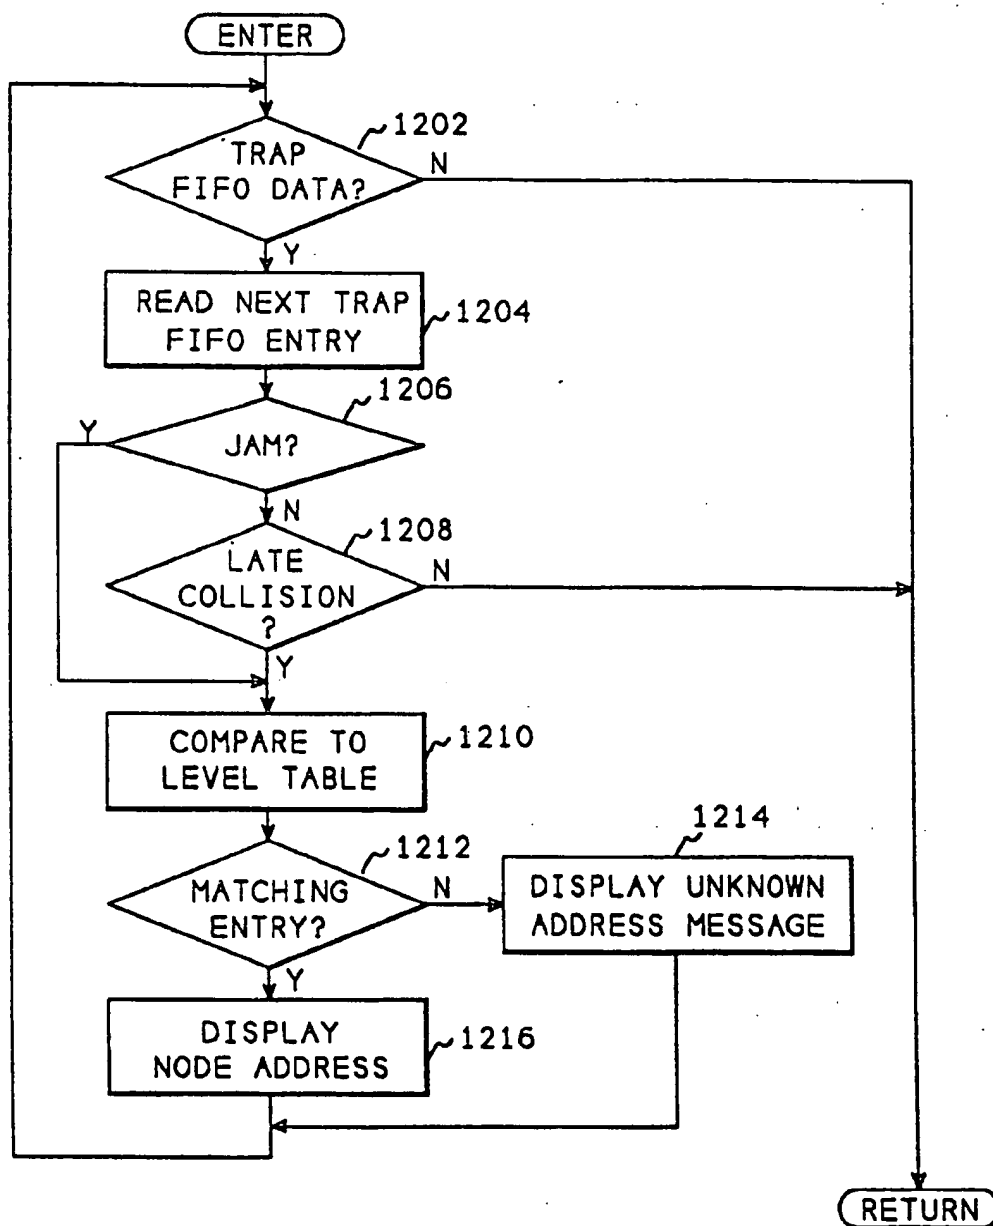 ENTER
1202
TRAP
FIFO DATA?
N
Y
READ NEXT TRAP
FIFO ENTRY
1204
1206
Y
JAM?
N
1208
LATE
COLLISION
?
N
Y
COMPARE TO
LEVEL TABLE
1210
1212
MATCHING
ENTRY?
N
1214
DISPLAY UNKNOWN
ADDRESS MESSAGE
Y
DISPLAY
NODE ADDRESS
1216
RETURN